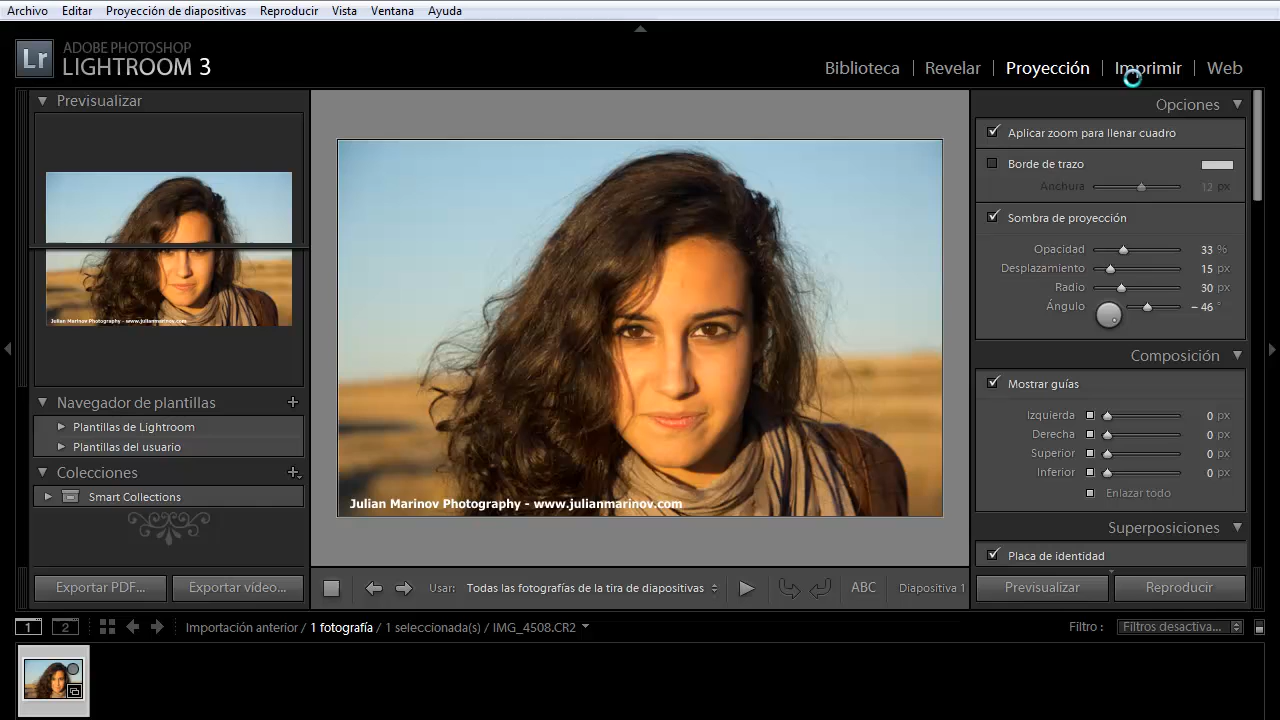 Archivo Editar Proyección de diapositivas Reproducir Vista Ventana Ayuda
Lr ADOBE PHOTOSHOP
LIGHTROOM 3
Biblioteca | Revelar | Proyección | Imprimir | Web
Previsualizar
Julian Marinov Photography - www.julianmarinov.com
Navegador de plantillas +
Plantillas de Lightroom
Plantillas del usuario
Colecciones +
Smart Collections
Exportar PDF... Exportar vídeo...
Julian Marinov Photography - www.julianmarinov.com
Usar: Todas las fotografías de la tira de diapositivas ABC Diapositiva 1
Opciones
Aplicar zoom para llenar cuadro
Borde de trazo
Anchura 12 px
Sombra de proyección
Opacidad 33 %
Desplazamiento 15 px
Radio 30 px
Ángulo – 46 °
Composición
Mostrar guías
Izquierda 0 px
Derecha 0 px
Superior 0 px
Inferior 0 px
Enlazar todo
Superposiciones
Placa de identidad
Previsualizar Reproducir
1 2 Importación anterior / 1 fotografía / 1 seleccionada(s) / IMG_4508.CR2 Filtro : Filtros desactiva...